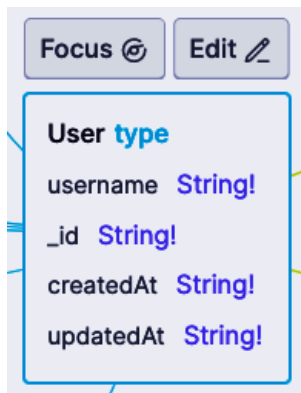 Focus Edit
User type
username String!
_id String!
createdAt String!
updatedAt String!